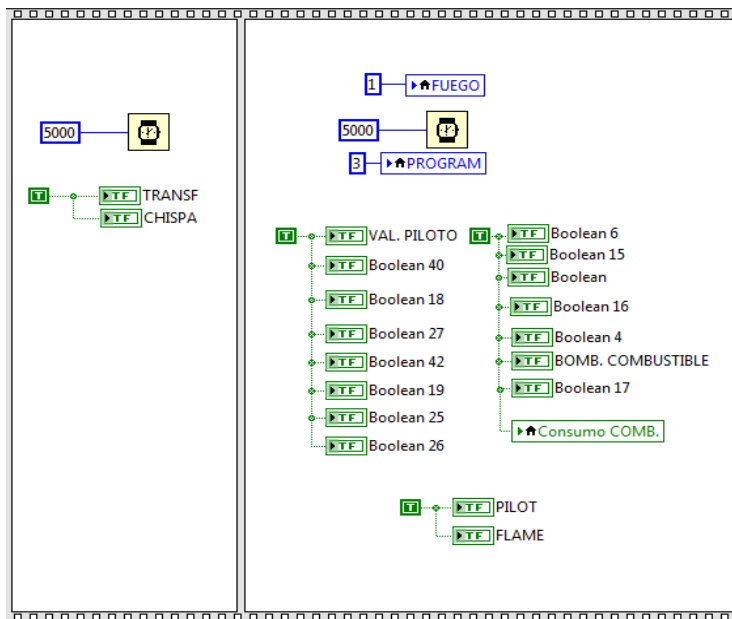 5000
T TF TRANSF
TF CHISPA
1 FUEGO
5000
3 PROGRAM
T TF VAL. PILOTO
TF Boolean 40
TF Boolean 18
TF Boolean 27
TF Boolean 42
TF Boolean 19
TF Boolean 25
TF Boolean 26
T TF Boolean 6
TF Boolean 15
TF Boolean
TF Boolean 16
TF Boolean 4
TF BOMB. COMBUSTIBLE
TF Boolean 17
Consumo COMB.
T TF PILOT
TF FLAME